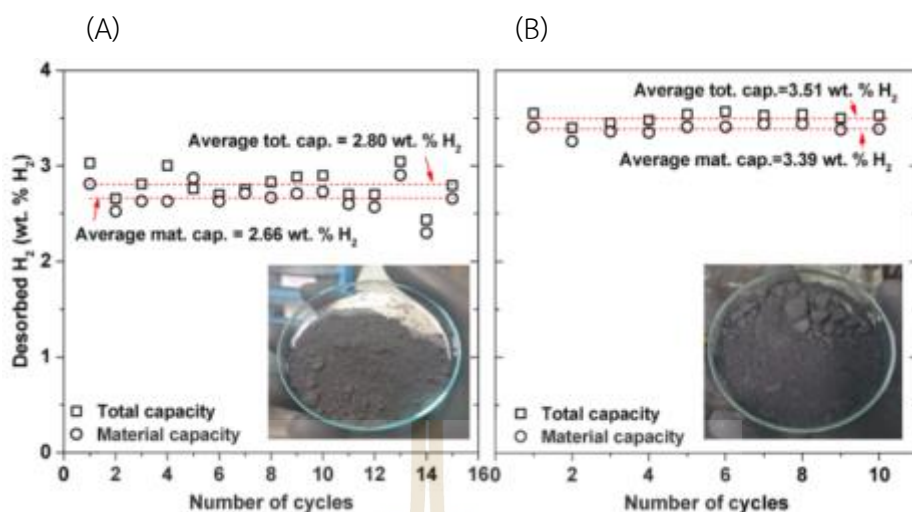 (A)
(B)
Desorbed H₂ (wt. % H₂)
4
3
2
1
0
Average tot. cap. = 2.80 wt. % H₂
Average mat. cap. = 2.66 wt. % H₂
Total capacity
Material capacity
0 2 4 6 8 10 12 14 16
Number of cycles
Average tot. cap.=3.51 wt. % H₂
Average mat. cap.=3.39 wt. % H₂
Total capacity
Material capacity
0 2 4 6 8 10
Number of cycles